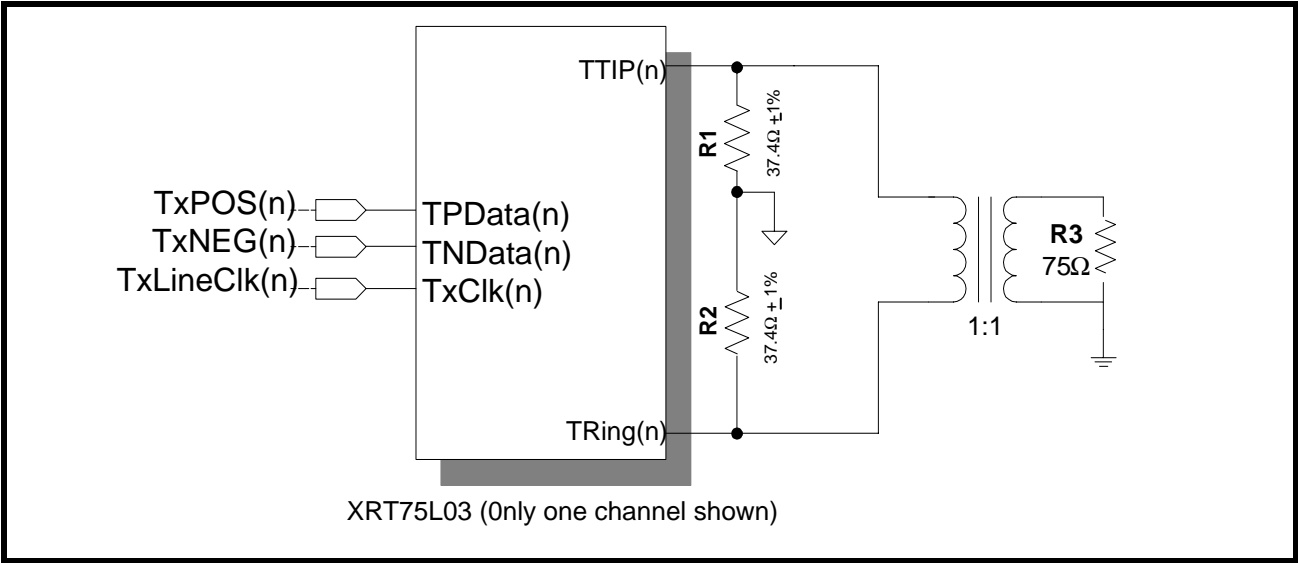 TTIP(n)
R1
37.4Ω ±1%
TxPOS(n)
TPData(n)
TxNEG(n)
TNData(n)
TxLineClk(n)
TxClk(n)
R3
75Ω
1:1
R2
37.4Ω ± 1%
TRing(n)
XRT75L03 (0nly one channel shown)